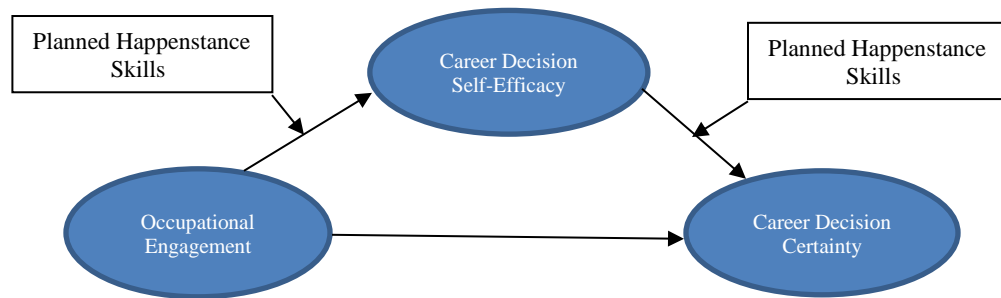 Planned Happenstance
Skills
Career Decision
Self-Efficacy
Planned Happenstance
Skills
Occupational
Engagement
Career Decision
Certainty